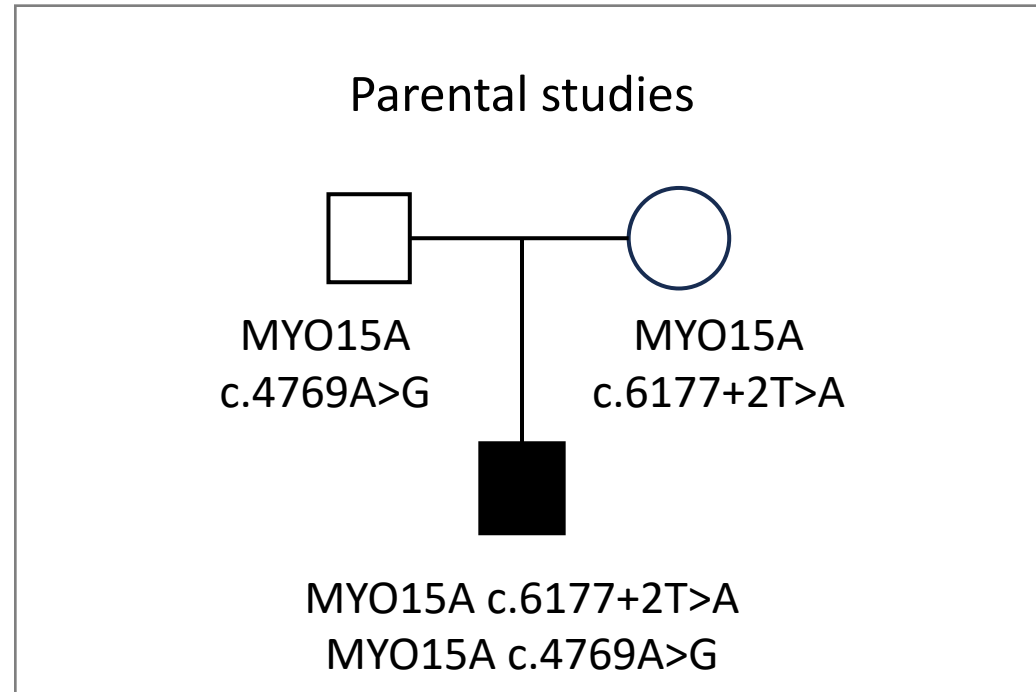 Parental studies
MYO15A
c.4769A>G
MYO15A
c.6177+2T>A
MYO15A c.6177+2T>A
MYO15A c.4769A>G